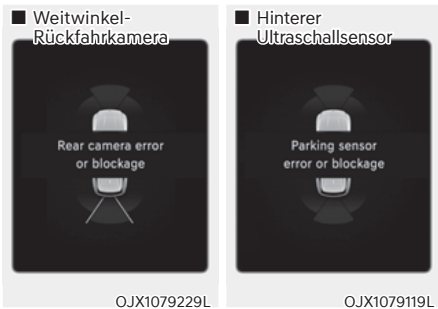 ■ Weitwinkel-
Rückfahrkamera
Rear camera error
or blockage
OJX1079229L
■ Hinterer
Ultraschallsensor
Parking sensor
error or blockage
OJX1079119L